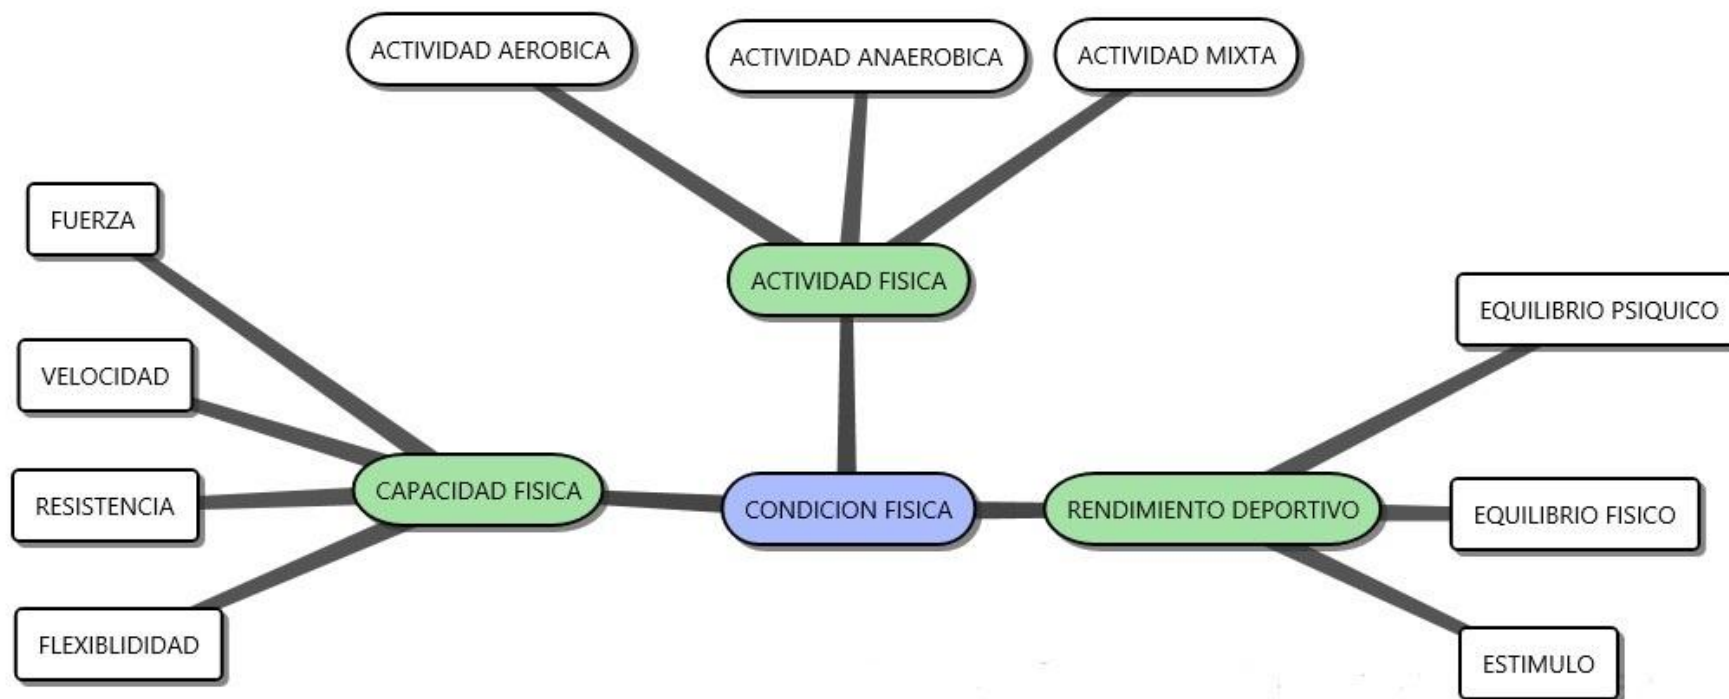 ACTIVIDAD AEROBICA
ACTIVIDAD ANAEROBICA
ACTIVIDAD MIXTA
FUERZA
ACTIVIDAD FISICA
EQUILIBRIO PSIQUICO
VELOCIDAD
CAPACIDAD FISICA
CONDICION FISICA
RENDIMIENTO DEPORTIVO
RESISTENCIA
EQUILIBRIO FISICO
FLEXIBLIDIDAD
ESTIMULO